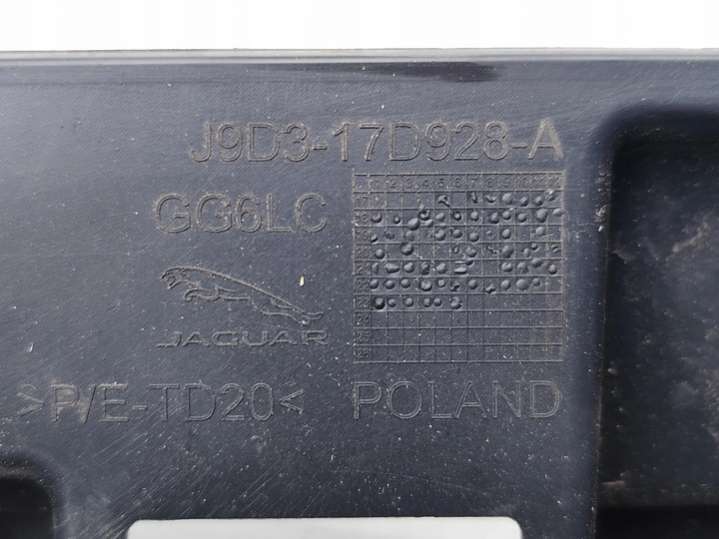 J9D3-17D928-A
GG6LC
JAGUAR
>P/E-TD20<
POLAND